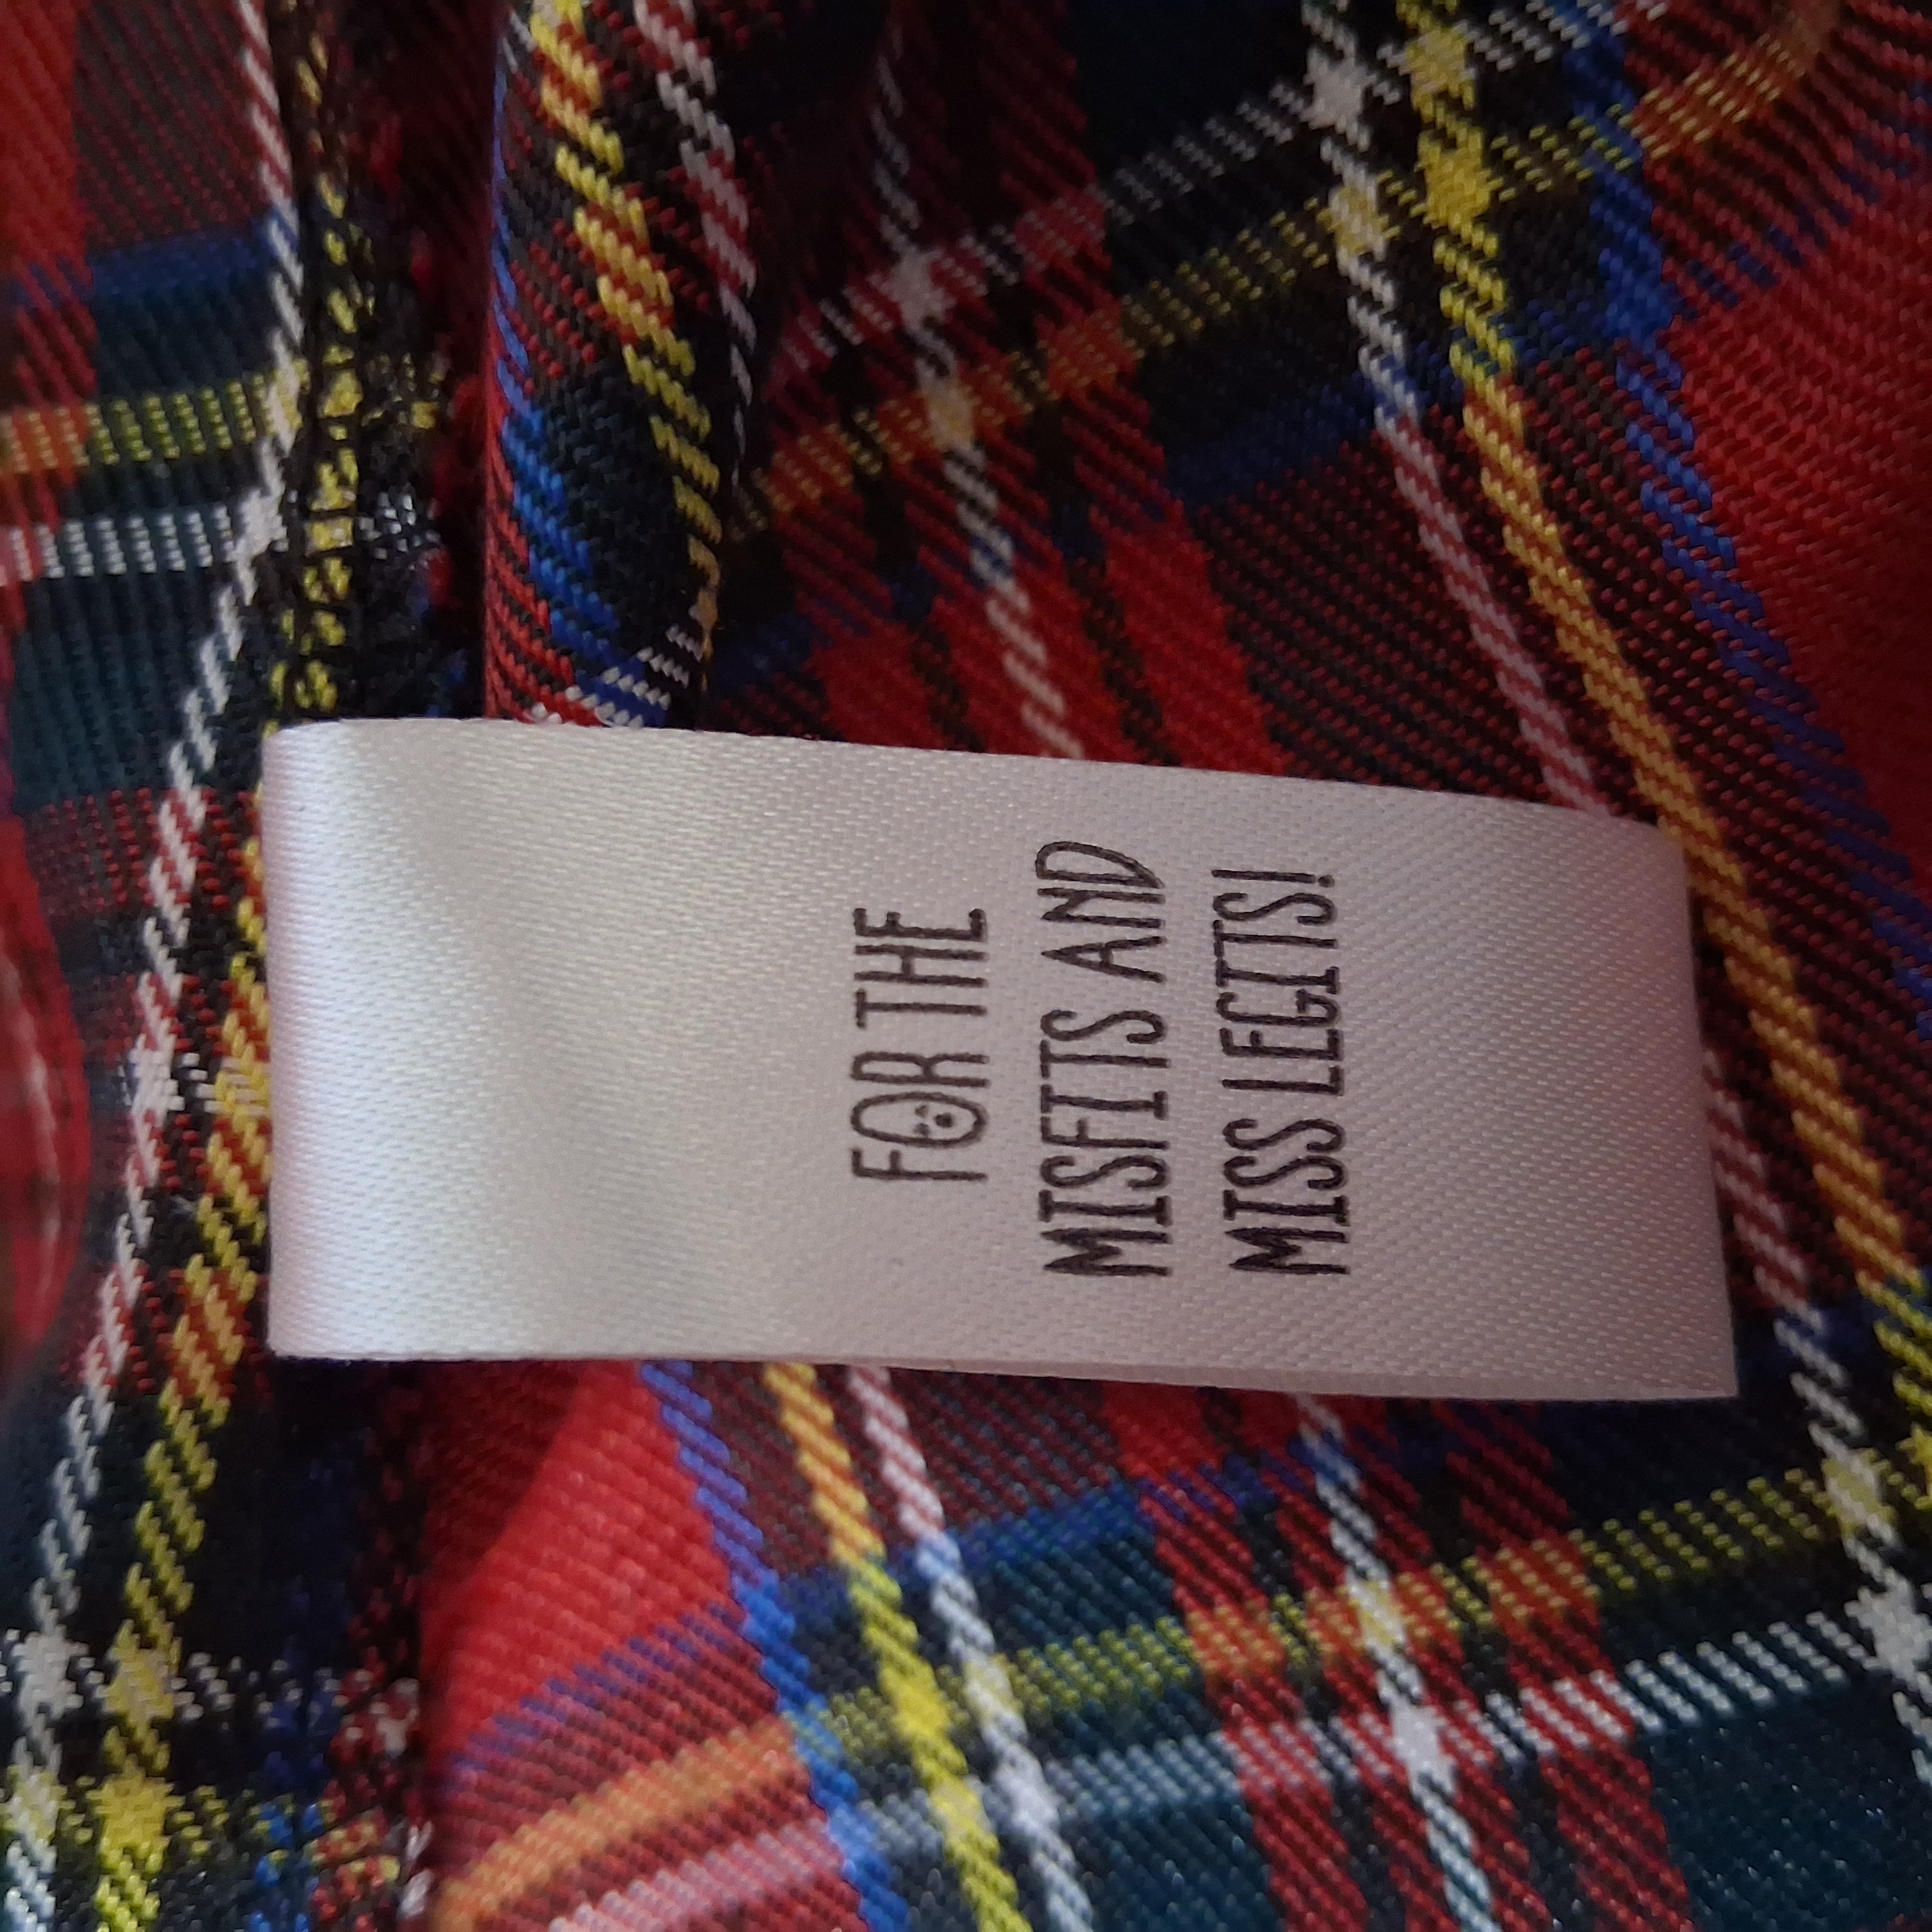 FOR THE
MISFITS AND
MISS LEGITS!